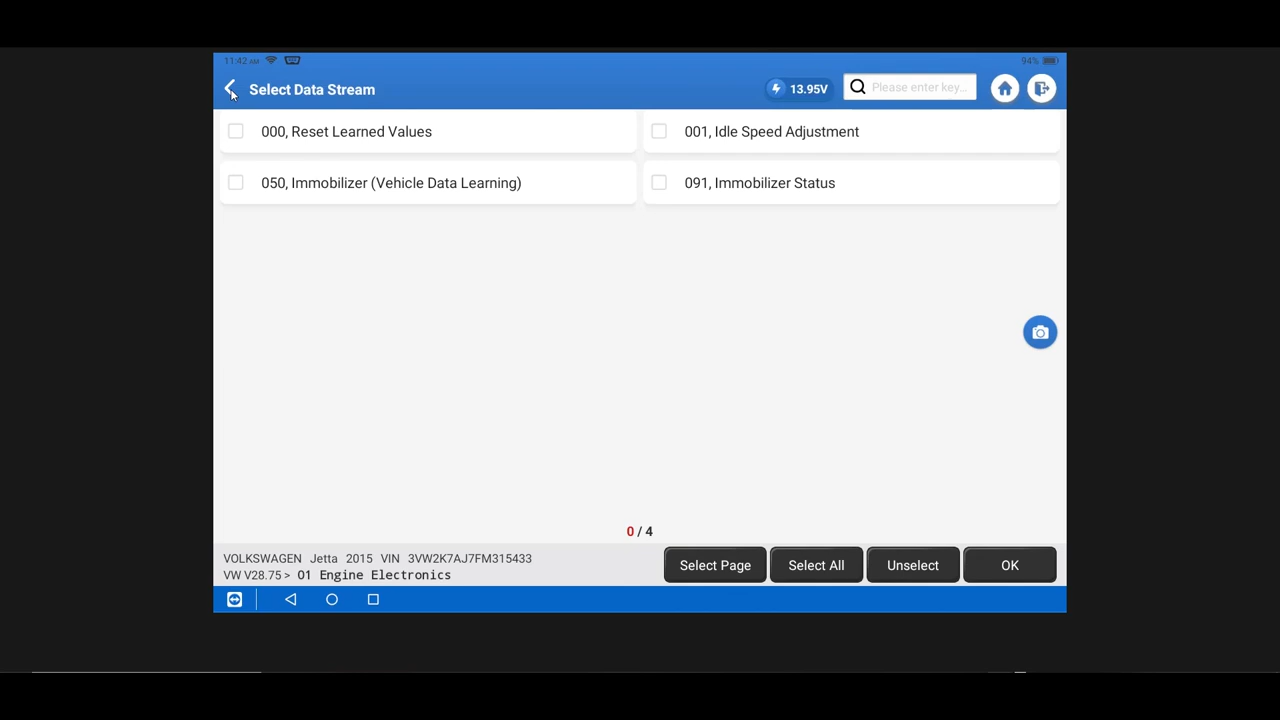 11:42 AM
94%
Select Data Stream
13.95V
Please enter key...
000, Reset Learned Values
001, Idle Speed Adjustment
050, Immobilizer (Vehicle Data Learning)
091, Immobilizer Status
0 / 4
VOLKSWAGEN Jetta 2015 VIN 3VW2K7AJ7FM315433
VW V28.75 > 01 Engine Electronics
Select Page
Select All
Unselect
OK